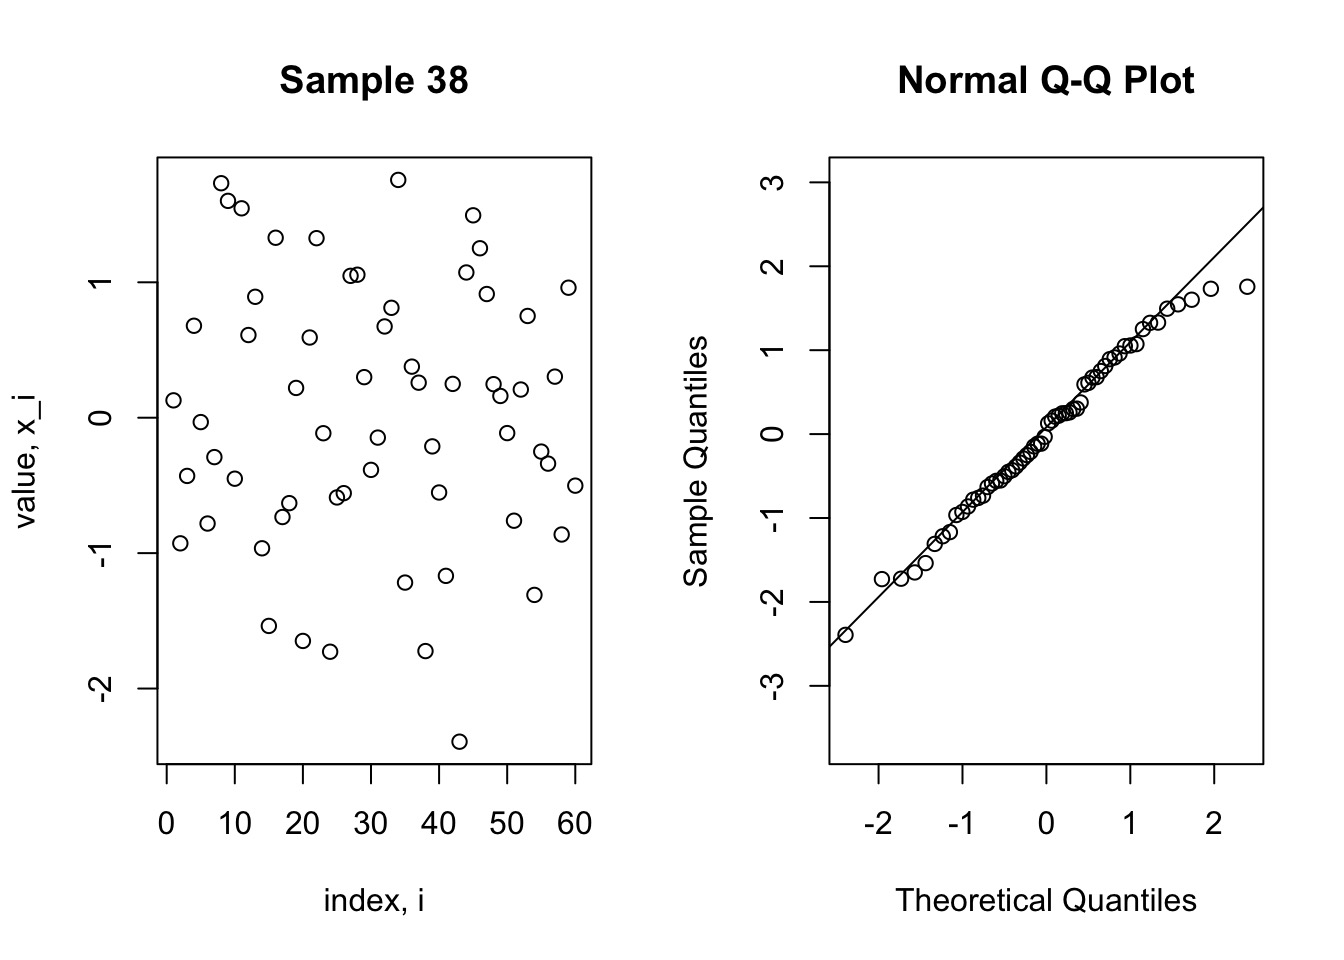 Sample 38
value, x_i
1
0
-1
-2
0 10 20 30 40 50 60
index, i
Normal Q-Q Plot
Sample Quantiles
3
2
1
0
-1
-2
-3
-2 -1 0 1 2
Theoretical Quantiles